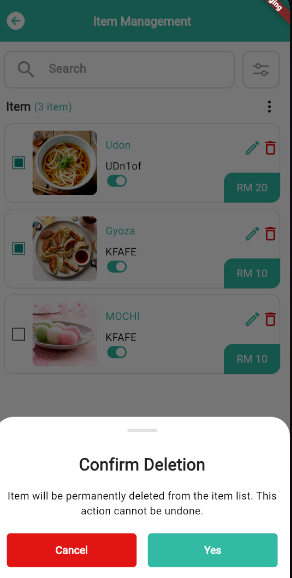 Item Management
Search
Item (3 item)
Udon
UDn1of
RM 20
Gyoza
KFAFE
RM 10
MOCHI
KFAFE
RM 10
Confirm Deletion
Item will be permanently deleted from the item list. This
action cannot be undone.
Cancel
Yes